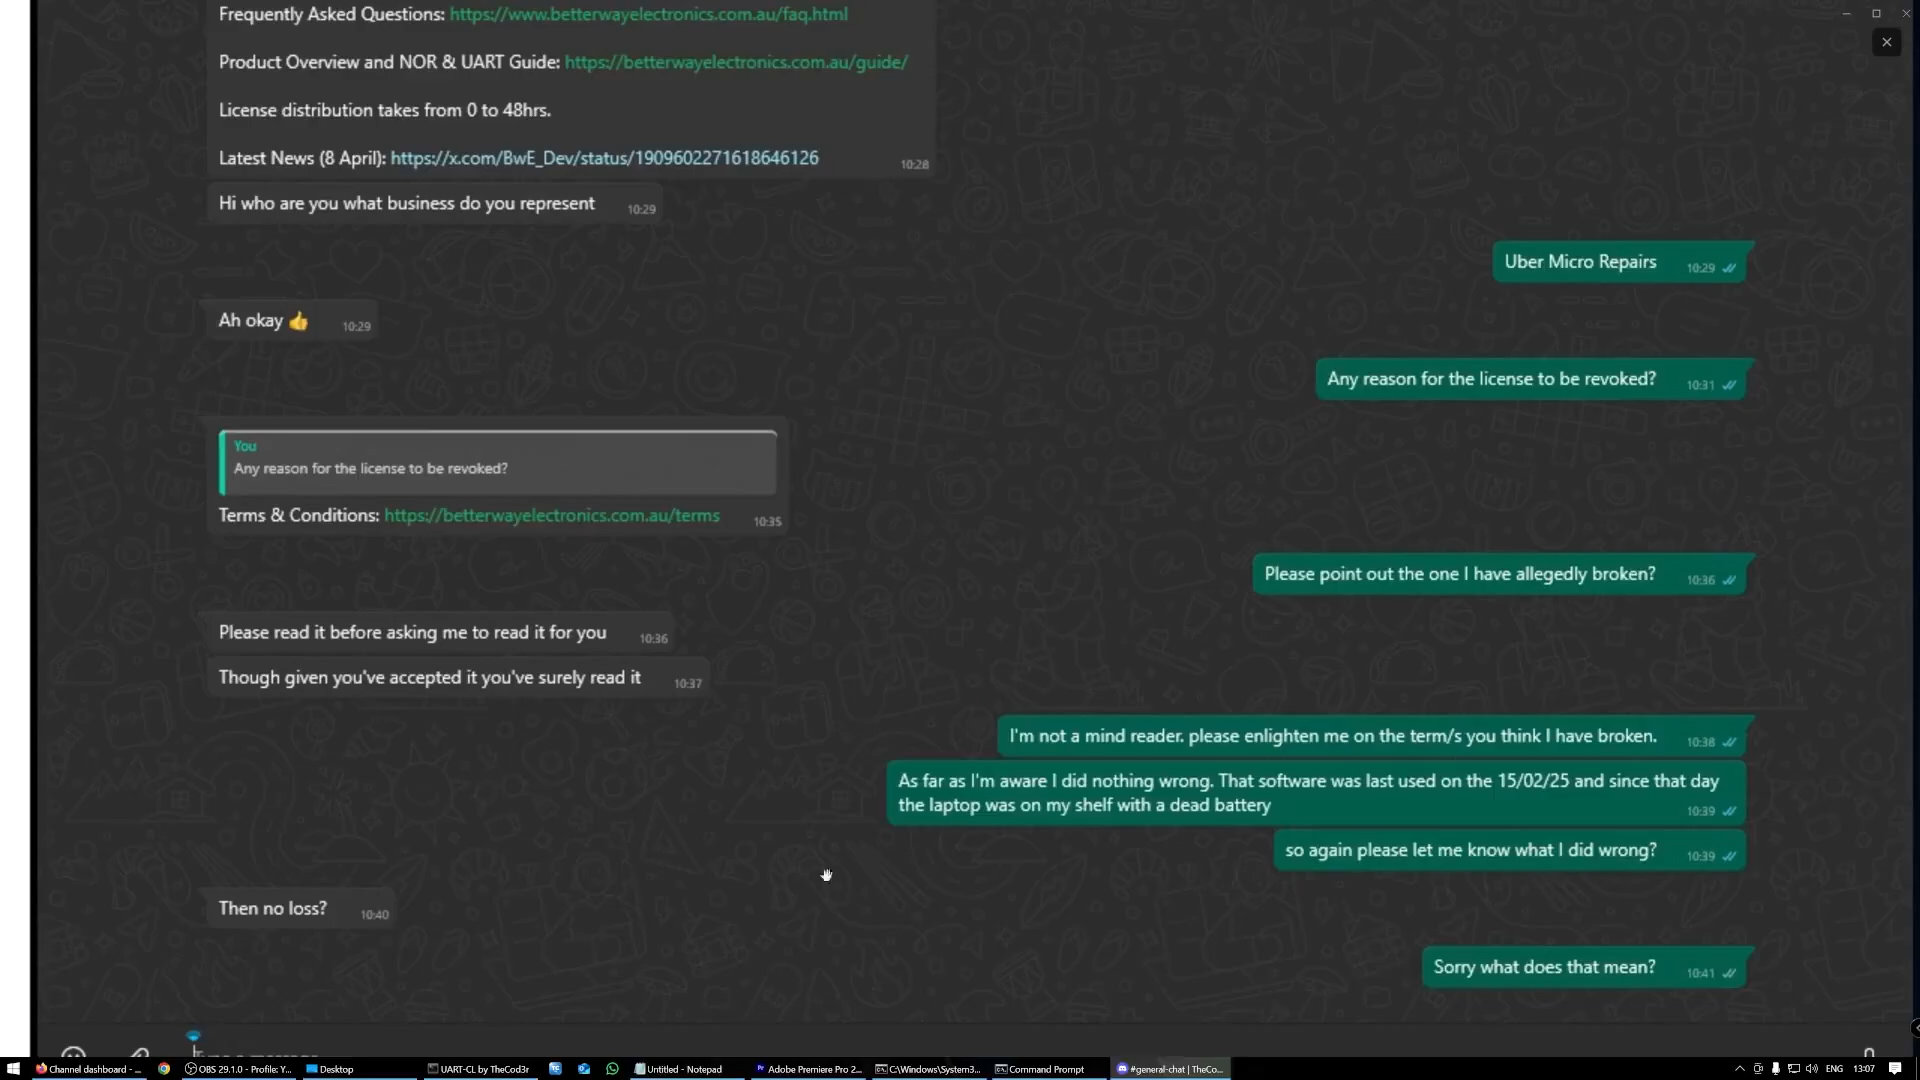 Frequently Asked Questions: https://www.betterwayelectronics.com.au/faq.html
Product Overview and NOR & UART Guide: https://betterwayelectronics.com.au/guide/
License distribution takes from 0 to 48hrs.
Latest News (8 April): https://x.com/BwE_Dev/status/1909602271618646126
10:28
Hi who are you what business do you represent 10:29
Uber Micro Repairs 10:29
Ah okay 👍 10:29
Any reason for the license to be revoked? 10:31
You
Any reason for the license to be revoked?
Terms & Conditions: https://betterwayelectronics.com.au/terms 10:35
Please point out the one I have allegedly broken? 10:36
Please read it before asking me to read it for you 10:36
Though given you've accepted it you've surely read it 10:37
I'm not a mind reader. please enlighten me on the term/s you think I have broken. 10:38
As far as I'm aware I did nothing wrong. That software was last used on the 15/02/25 and since that day
the laptop was on my shelf with a dead battery 10:39
so again please let me know what I did wrong? 10:39
Then no loss? 10:40
Sorry what does that mean? 10:41
Channel dashboard - ... OBS 29.1.0 - Profile: Y... Desktop UART-CL by TheCod3r Untitled - Notepad Adobe Premiere Pro 2... C:\Windows\System3... Command Prompt #general-chat | TheCo... ENG 13:07